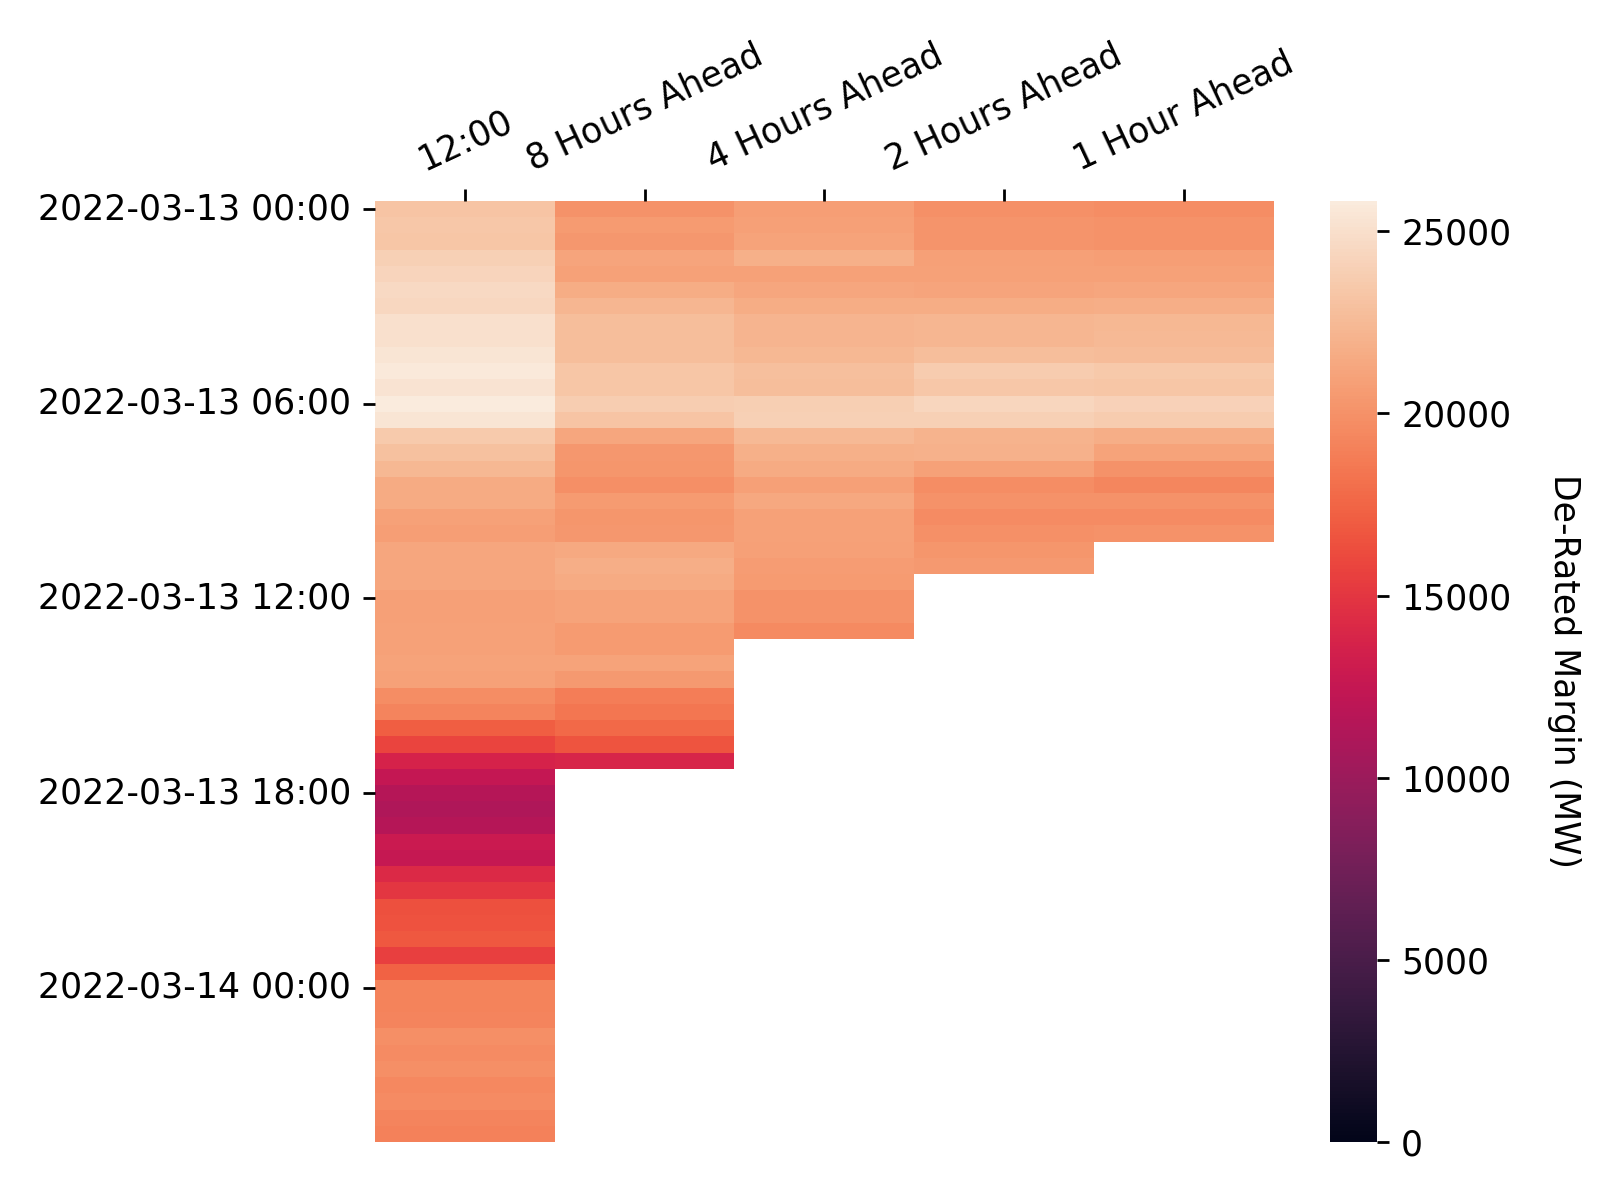 12:00
8 Hours Ahead
4 Hours Ahead
2 Hours Ahead
1 Hour Ahead
2022-03-13 00:00
2022-03-13 06:00
2022-03-13 12:00
2022-03-13 18:00
2022-03-14 00:00
25000
20000
15000
10000
5000
0
De-Rated Margin (MW)